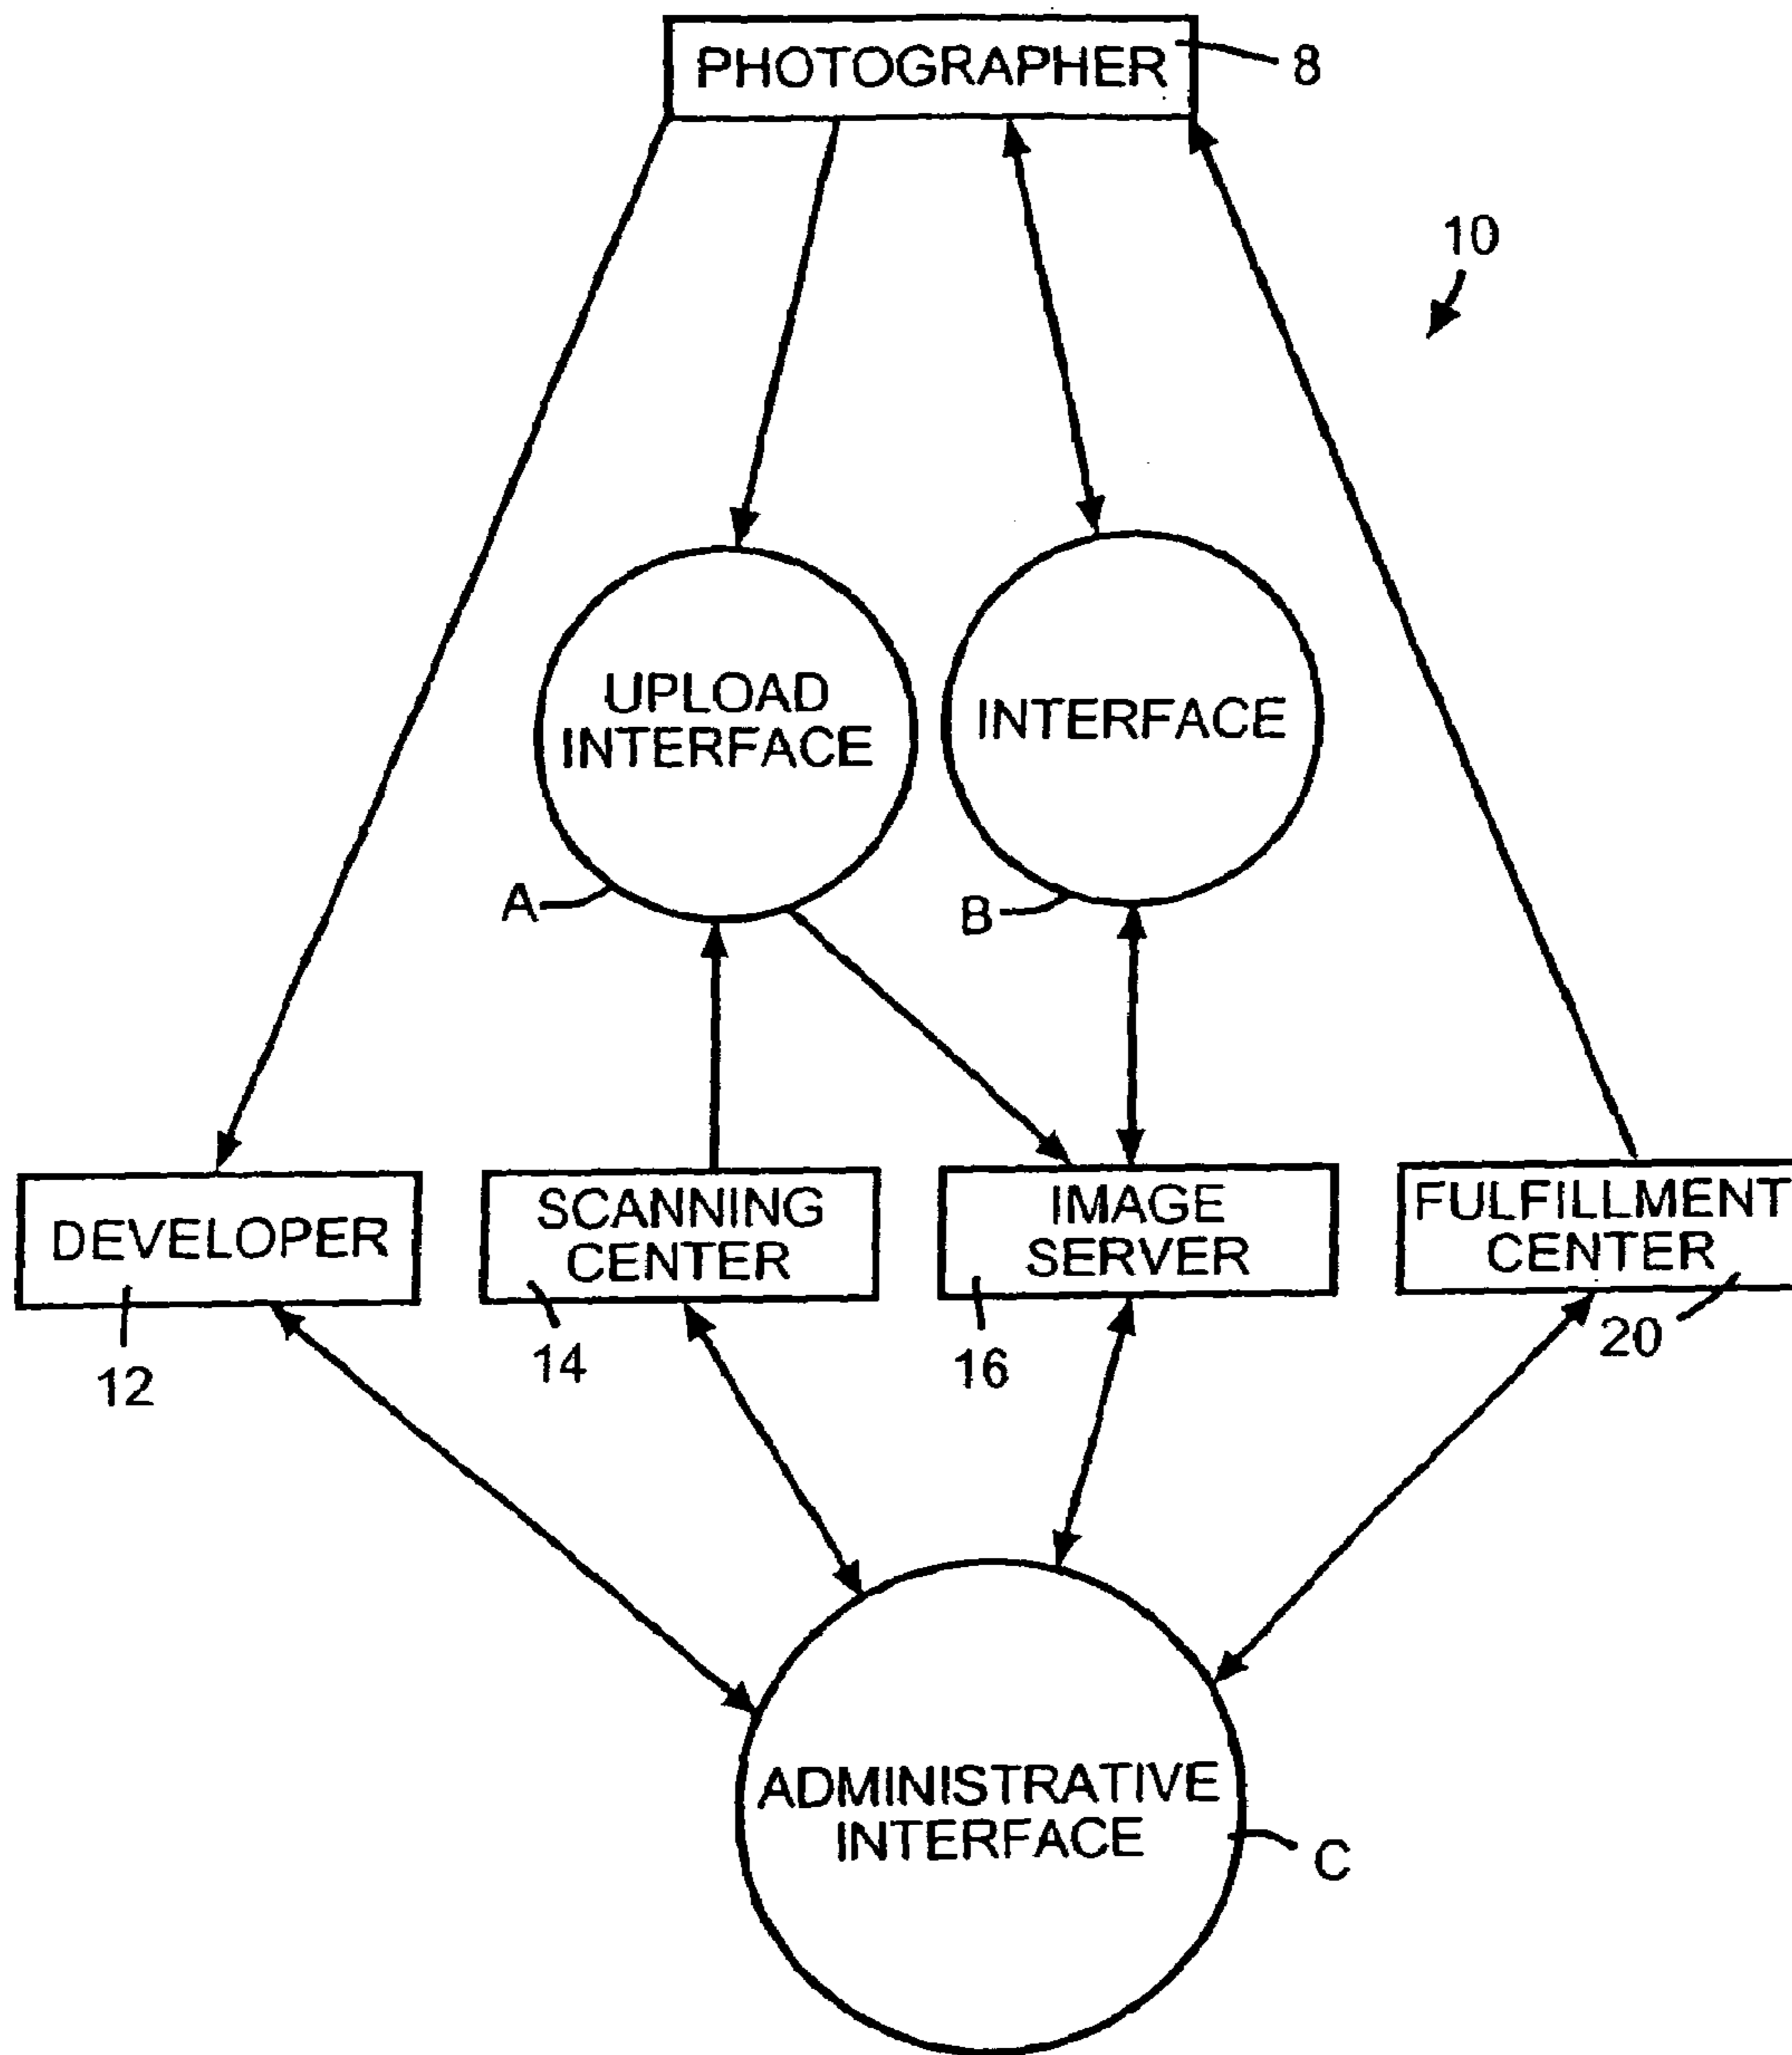 PHOTOGRAPHER
8
10
UPLOAD
INTERFACE
INTERFACE
A
B
DEVELOPER
SCANNING
CENTER
IMAGE
SERVER
FULFILLMENT
CENTER
12
14
16
20
ADMINISTRATIVE
INTERFACE
C